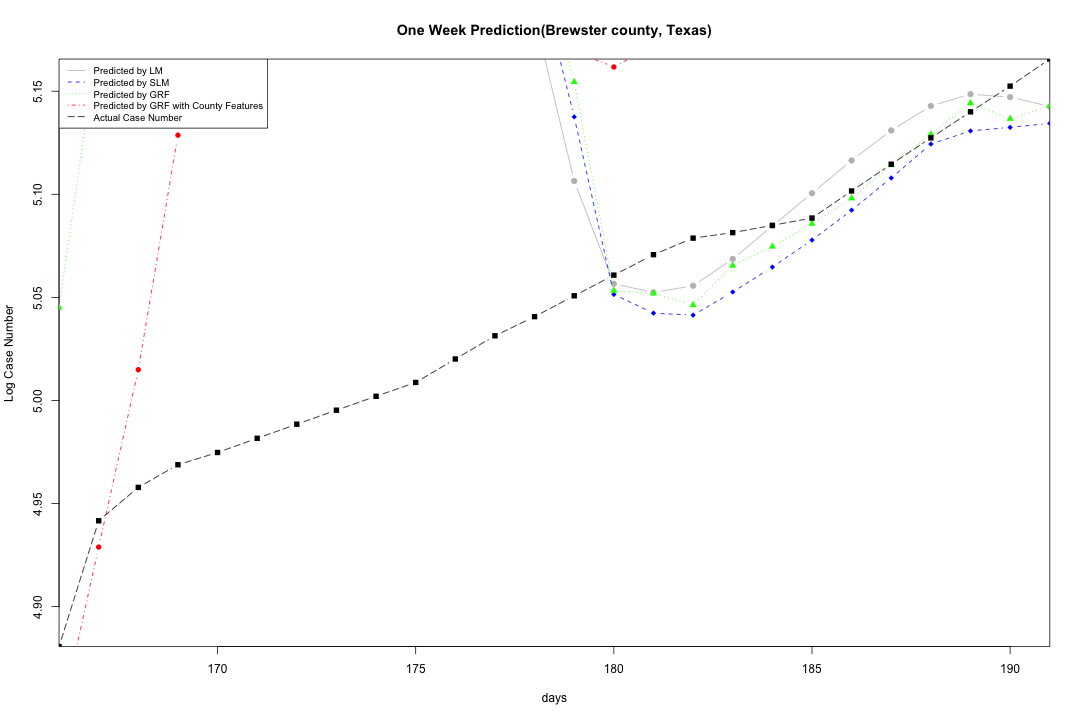 One Week Prediction(Brewster county, Texas)
Predicted by LM
Predicted by SLM
Predicted by GRF
Predicted by GRF with County Features
Actual Case Number
Log Case Number
5.15
5.10
5.05
5.00
4.95
4.90
170 175 180 185 190
days